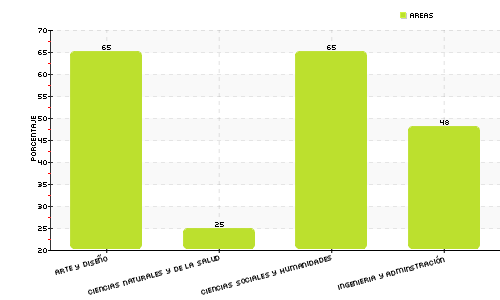 AREAS
PORCENTAJE
70
65
60
55
50
45
40
35
30
25
20
65
25
65
48
ARTE Y DISEÑO
CIENCIAS NATURALES Y DE LA SALUD
CIENCIAS SOCIALES Y HUMANIDADES
INGENIERIA Y ADMINSTRACIÓN